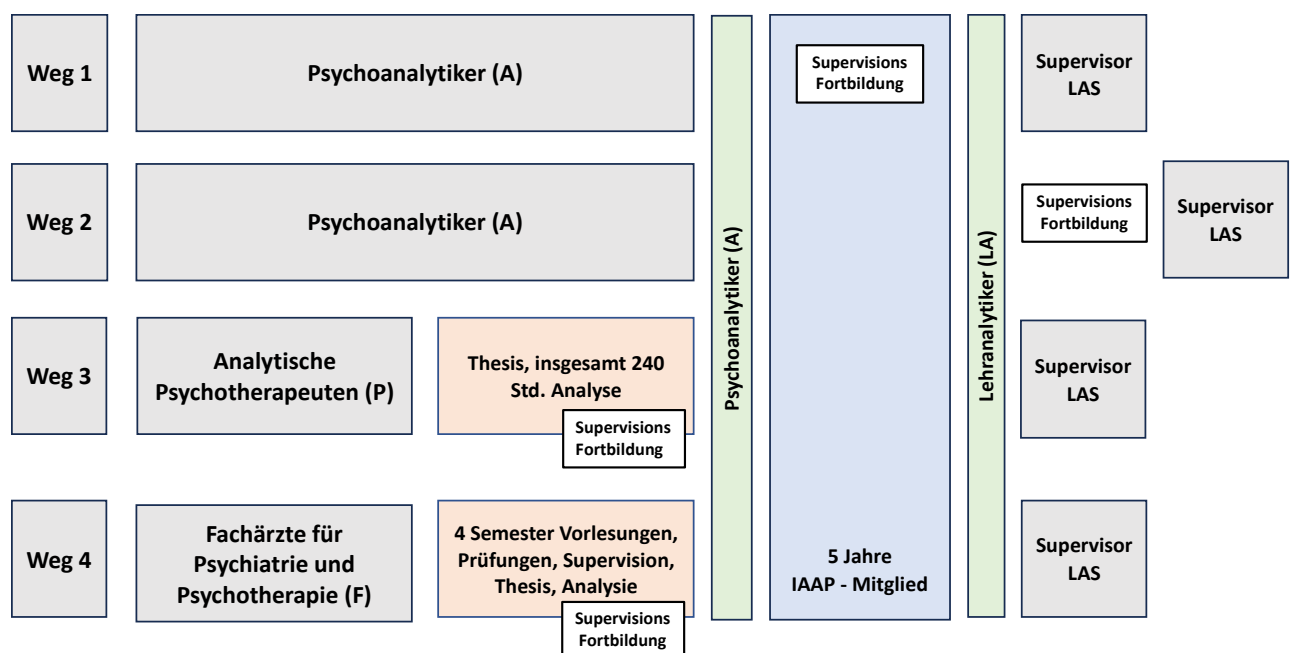 Weg 1
Psychoanalytiker (A)
Supervisions
Fortbildung
Supervisor
LAS
Weg 2
Psychoanalytiker (A)
Supervisions
Fortbildung
Supervisor
LAS
Psychoanalytiker (A)
Lehranalytiker (LA)
Weg 3
Analytische
Psychotherapeuten (P)
Thesis, insgesamt 240
Std. Analyse
Supervisions
Fortbildung
Supervisor
LAS
Weg 4
Fachärzte für
Psychiatrie und
Psychotherapie (F)
4 Semester Vorlesungen,
Prüfungen, Supervision,
Thesis, Analysie
Supervisions
Fortbildung
5 Jahre
IAAP - Mitglied
Supervisor
LAS